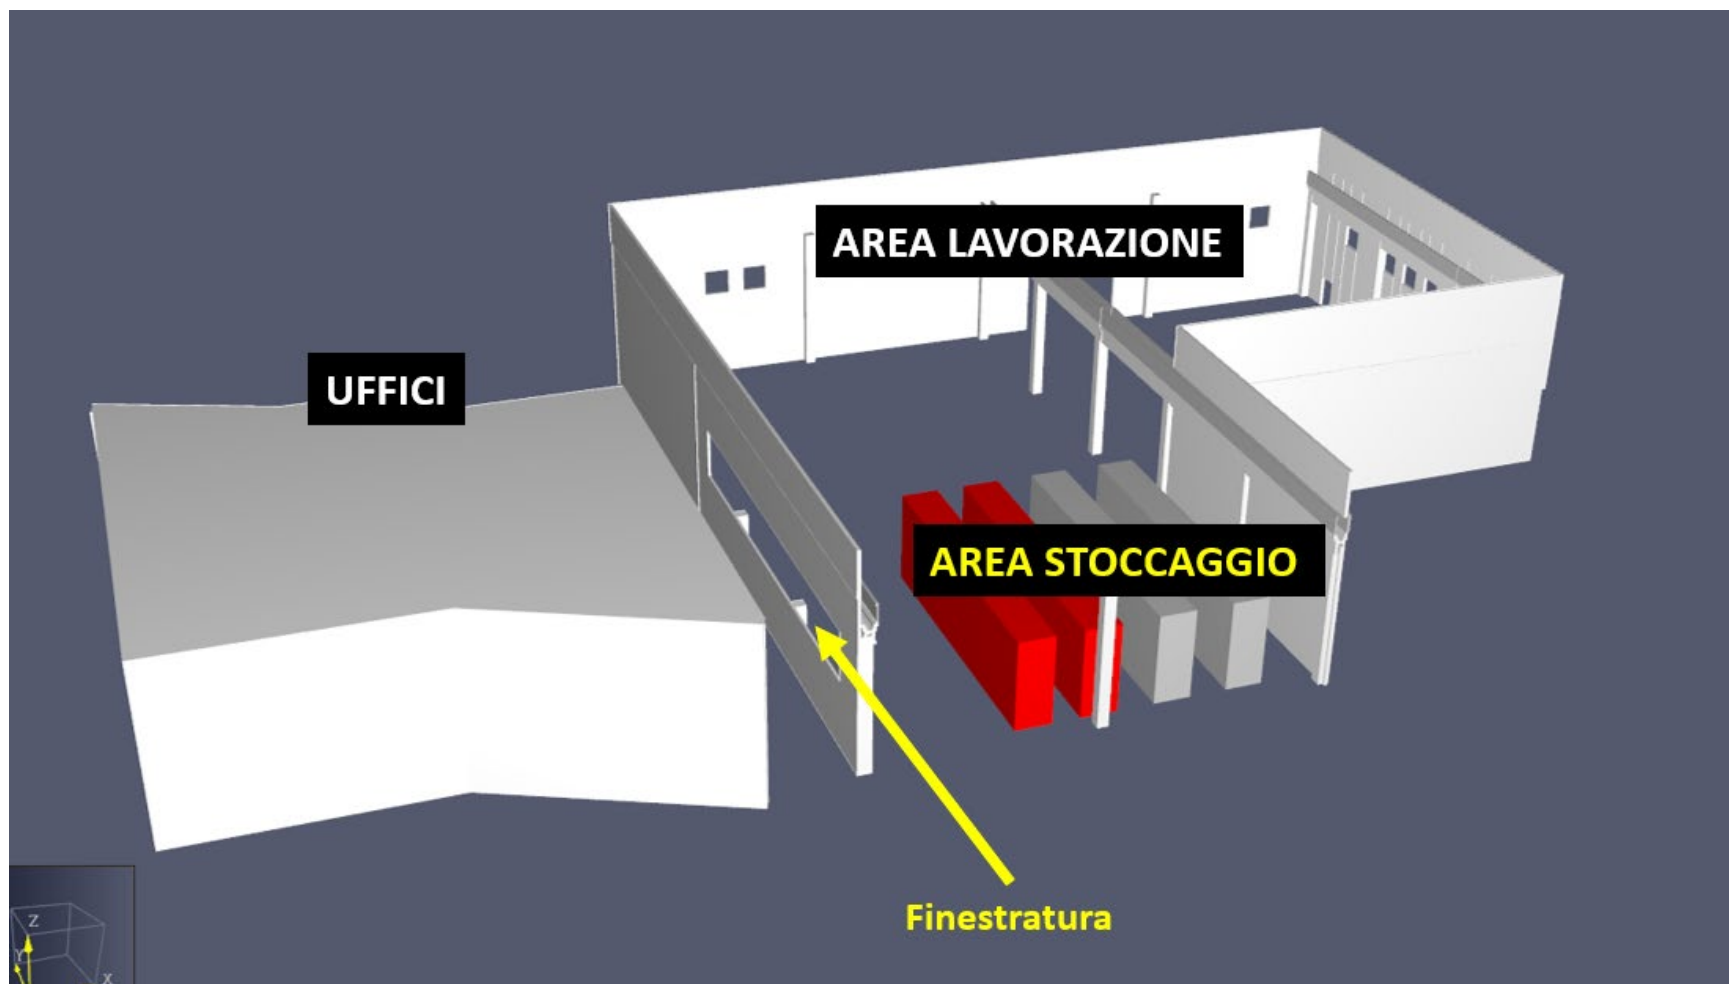 AREA LAVORAZIONE
UFFICI
AREA STOCCAGGIO
Finestratura
Z
Y
X